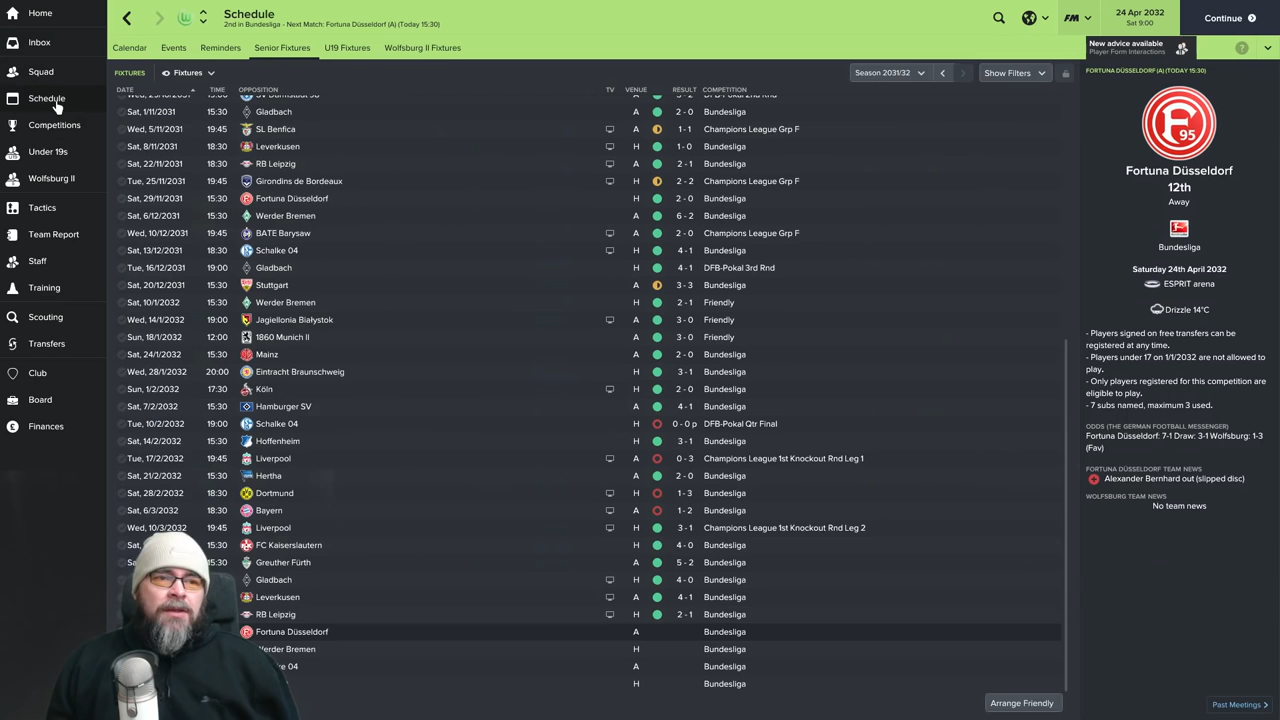 Home
Inbox
Squad
Schedule
Competitions
Under 19s
Wolfsburg II
Tactics
Team Report
Staff
Training
Scouting
Transfers
Club
Board
Finances
Schedule
2nd in Bundesliga - Next Match: Fortuna Düsseldorf (A) (Today 15:30)
FM
24 Apr 2032
Sat 9:00
Continue
Calendar Events Reminders Senior Fixtures U19 Fixtures Wolfsburg II Fixtures
FIXTURES Fixtures Season 2031/32 Show Filters
DATE TIME OPPOSITION TV VENUE RESULT COMPETITION
Sat, 1/11/2031 15:30 Gladbach A 2 - 0 Bundesliga
Wed, 5/11/2031 19:45 SL Benfica A 1 - 1 Champions League Grp F
Sat, 8/11/2031 18:30 Leverkusen H 1 - 0 Bundesliga
Sat, 22/11/2031 18:30 RB Leipzig A 2 - 1 Bundesliga
Tue, 25/11/2031 19:45 Girondins de Bordeaux H 2 - 2 Champions League Grp F
Sat, 29/11/2031 15:30 Fortuna Düsseldorf H 2 - 0 Bundesliga
Sat, 6/12/2031 15:30 Werder Bremen A 6 - 2 Bundesliga
Wed, 10/12/2031 19:45 BATE Barysaw A 2 - 0 Champions League Grp F
Sat, 13/12/2031 18:30 Schalke 04 H 4 - 1 Bundesliga
Tue, 16/12/2031 19:00 Gladbach H 4 - 1 DFB-Pokal 3rd Rnd
Sat, 20/12/2031 15:30 Stuttgart A 3 - 3 Bundesliga
Sat, 10/1/2032 15:30 Werder Bremen H 2 - 1 Friendly
Wed, 14/1/2032 19:00 Jagiellonia Białystok A 3 - 0 Friendly
Sun, 18/1/2032 12:00 1860 Munich II A 3 - 0 Friendly
Sat, 24/1/2032 15:30 Mainz A 2 - 0 Bundesliga
Wed, 28/1/2032 20:00 Eintracht Braunschweig H 3 - 1 Bundesliga
Sun, 1/2/2032 17:30 Köln H 2 - 0 Bundesliga
Sat, 7/2/2032 15:30 Hamburger SV A 4 - 1 Bundesliga
Tue, 10/2/2032 19:00 Schalke 04 H 0 - 0 p DFB-Pokal Qtr Final
Sat, 14/2/2032 15:30 Hoffenheim H 3 - 1 Bundesliga
Tue, 17/2/2032 19:45 Liverpool A 0 - 3 Champions League 1st Knockout Rnd Leg 1
Sat, 21/2/2032 15:30 Hertha A 2 - 0 Bundesliga
Sat, 28/2/2032 18:30 Dortmund H 1 - 3 Bundesliga
Sat, 6/3/2032 18:30 Bayern A 1 - 2 Bundesliga
Wed, 10/3/2032 19:45 Liverpool H 3 - 1 Champions League 1st Knockout Rnd Leg 2
Sat, 15:30 FC Kaiserslautern H 4 - 0 Bundesliga
15:30 Greuther Fürth A 5 - 2 Bundesliga
Gladbach H 4 - 0 Bundesliga
Leverkusen A 4 - 1 Bundesliga
RB Leipzig H 2 - 1 Bundesliga
Fortuna Düsseldorf A Bundesliga
Werder Bremen H Bundesliga
04 A Bundesliga
H Bundesliga
Arrange Friendly
New advice available
Player Form Interactions
FORTUNA DÜSSELDORF (A) (TODAY 15:30)
F 95
Fortuna Düsseldorf
12th
Away
Bundesliga
Saturday 24th April 2032
ESPRIT arena
Drizzle 14°C
- Players signed on free transfers can be
registered at any time.
- Players under 17 on 1/1/2032 are not allowed to
play.
- Only players registered for this competition are
eligible to play.
- 7 subs named, maximum 3 used.
ODDS (THE GERMAN FOOTBALL MESSENGER)
Fortuna Düsseldorf: 7-1 Draw: 3-1 Wolfsburg: 1-3
(Fav)
FORTUNA DÜSSELDORF TEAM NEWS
Alexander Bernhard out (slipped disc)
WOLFSBURG TEAM NEWS
No team news
Past Meetings